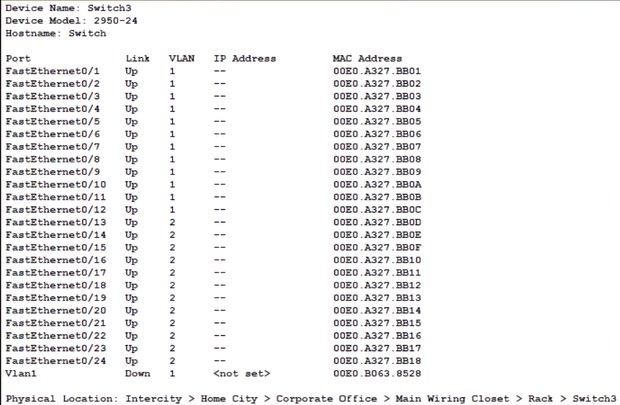 Device Name: Switch3
Device Model: 2950-24
Hostname: Switch
Port Link VLAN IP Address MAC Address
FastEthernet0/1 Up 1 -- 00E0.A327.BB01
FastEthernet0/2 Up 1 -- 00E0.A327.BB02
FastEthernet0/3 Up 1 -- 00E0.A327.BB03
FastEthernet0/4 Up 1 -- 00E0.A327.BB04
FastEthernet0/5 Up 1 -- 00E0.A327.BB05
FastEthernet0/6 Up 1 -- 00E0.A327.BB06
FastEthernet0/7 Up 1 -- 00E0.A327.BB07
FastEthernet0/8 Up 1 -- 00E0.A327.BB08
FastEthernet0/9 Up 1 -- 00E0.A327.BB09
FastEthernet0/10 Up 1 -- 00E0.A327.BB0A
FastEthernet0/11 Up 1 -- 00E0.A327.BB0B
FastEthernet0/12 Up 1 -- 00E0.A327.BB0C
FastEthernet0/13 Up 2 -- 00E0.A327.BB0D
FastEthernet0/14 Up 2 -- 00E0.A327.BB0E
FastEthernet0/15 Up 2 -- 00E0.A327.BB0F
FastEthernet0/16 Up 2 -- 00E0.A327.BB10
FastEthernet0/17 Up 2 -- 00E0.A327.BB11
FastEthernet0/18 Up 2 -- 00E0.A327.BB12
FastEthernet0/19 Up 2 -- 00E0.A327.BB13
FastEthernet0/20 Up 2 -- 00E0.A327.BB14
FastEthernet0/21 Up 2 -- 00E0.A327.BB15
FastEthernet0/22 Up 2 -- 00E0.A327.BB16
FastEthernet0/23 Up 2 -- 00E0.A327.BB17
FastEthernet0/24 Up 2 -- 00E0.A327.BB18
Vlan1 Down 1 <not set> 00E0.B063.8528
Physical Location: Intercity > Home City > Corporate Office > Main Wiring Closet > Rack > Switch3